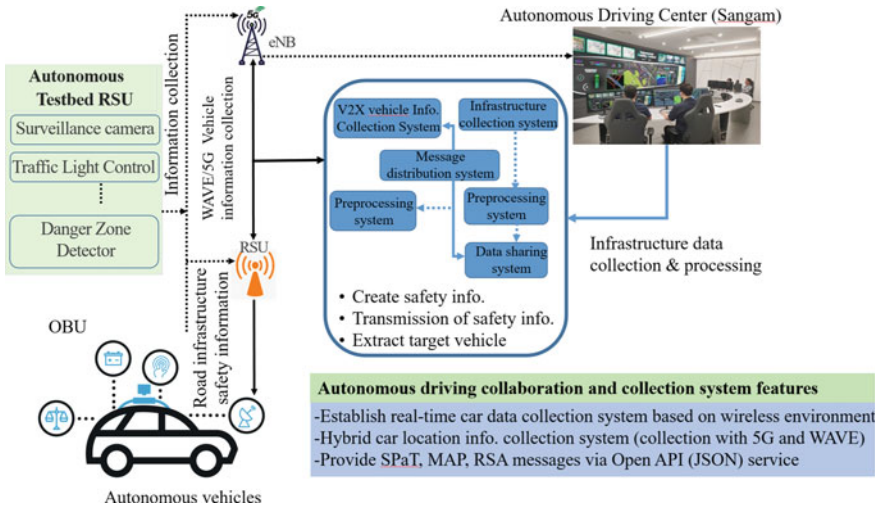 5G
eNB
Autonomous Driving Center (Sangam)
Autonomous
Testbed RSU
Surveillance camera
Traffic Light Control
Danger Zone
Detector
Information collection
WAVE/5G Vehicle
information collection
V2X vehicle Info.
Collection System
Infrastructure
collection system
Message
distribution system
Preprocessing
system
Preprocessing
system
Data sharing
system
• Create safety info.
• Transmission of safety info.
• Extract target vehicle
Infrastructure data
collection & processing
RSU
Road infrastructure
safety information
OBU
Autonomous vehicles
Autonomous driving collaboration and collection system features
-Establish real-time car data collection system based on wireless environment
-Hybrid car location info. collection system (collection with 5G and WAVE)
-Provide SPaT, MAP, RSA messages via Open API (JSON) service